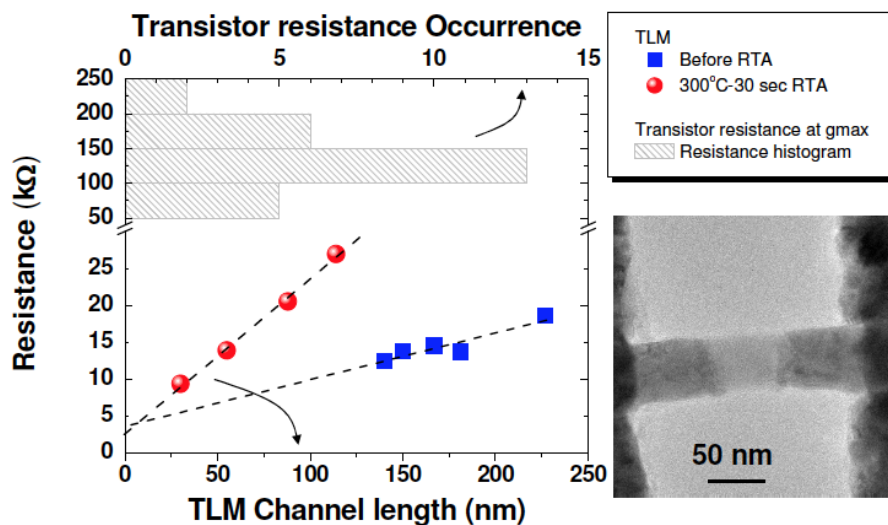 Transistor resistance Occurrence
0 5 10 15
250
200
150
100
50
25
20
15
10
5
0
Resistance (kΩ)
0 50 100 150 200 250
TLM Channel length (nm)
TLM
Before RTA
300°C-30 sec RTA
Transistor resistance at gmax
Resistance histogram
50 nm